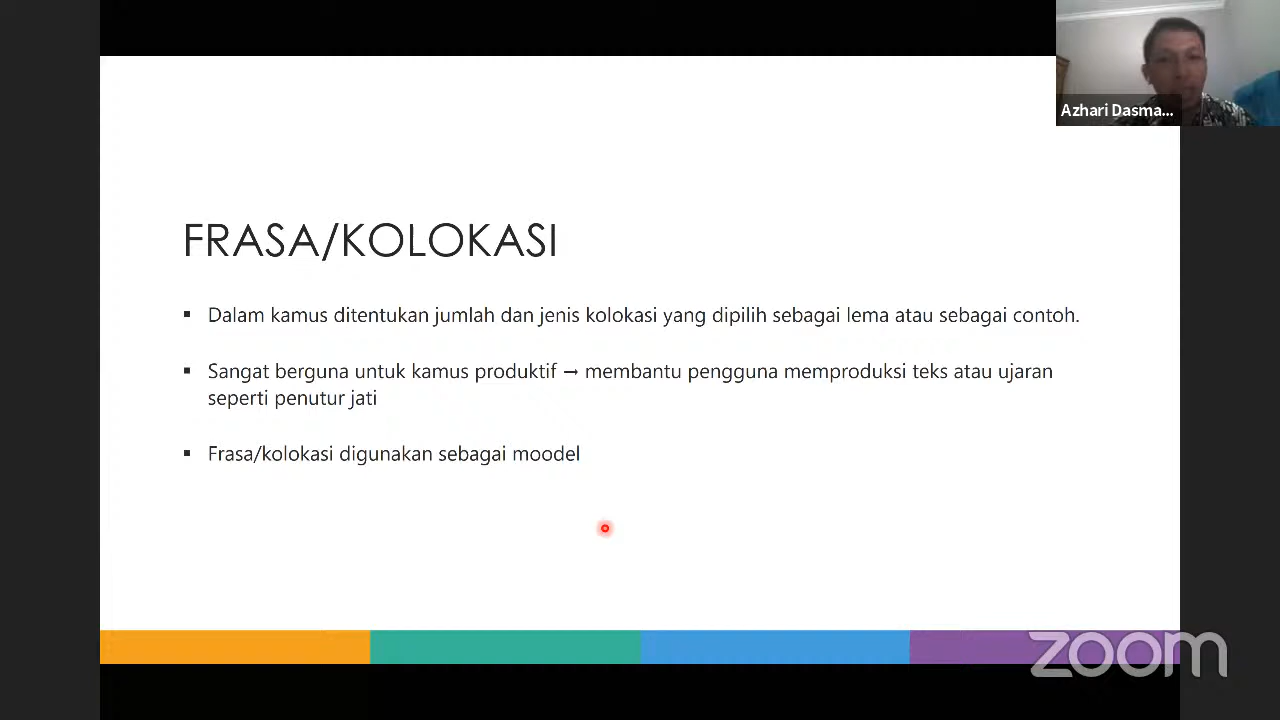 Azhari Dasma...
FRASA/KOLOKASI
▪ Dalam kamus ditentukan jumlah dan jenis kolokasi yang dipilih sebagai lema atau sebagai contoh.
▪ Sangat berguna untuk kamus produktif → membantu pengguna memproduksi teks atau ujaran
seperti penutur jati
▪ Frasa/kolokasi digunakan sebagai moodel
zoom